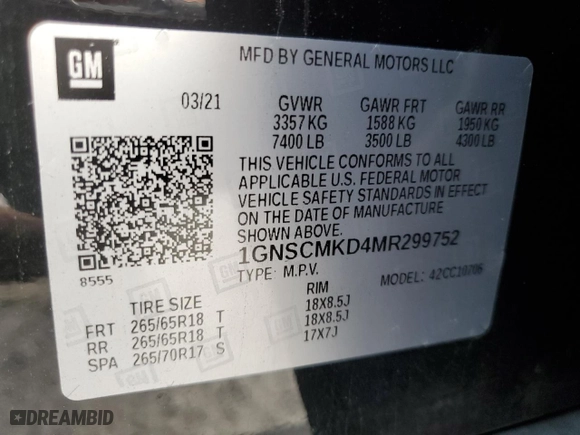 GM
MFD BY GENERAL MOTORS LLC
03/21 GVWR GAWR FRT GAWR RR
3357 KG 1588 KG 1950 KG
7400 LB 3500 LB 4300 LB
THIS VEHICLE CONFORMS TO ALL
APPLICABLE U.S. FEDERAL MOTOR
VEHICLE SAFETY STANDARDS IN EFFECT
ON THE DATE OF MANUFACTURE
SHOWN ABOVE.
1GNSCMKD4MR299752
8555
TYPE: M.P.V. MODEL: 42CC10706
TIRE SIZE RIM
FRT 265/65R18 T 18X8.5J
RR 265/65R18 T 18X8.5J
SPA 265/70R17 S 17X7J
DREAMBID